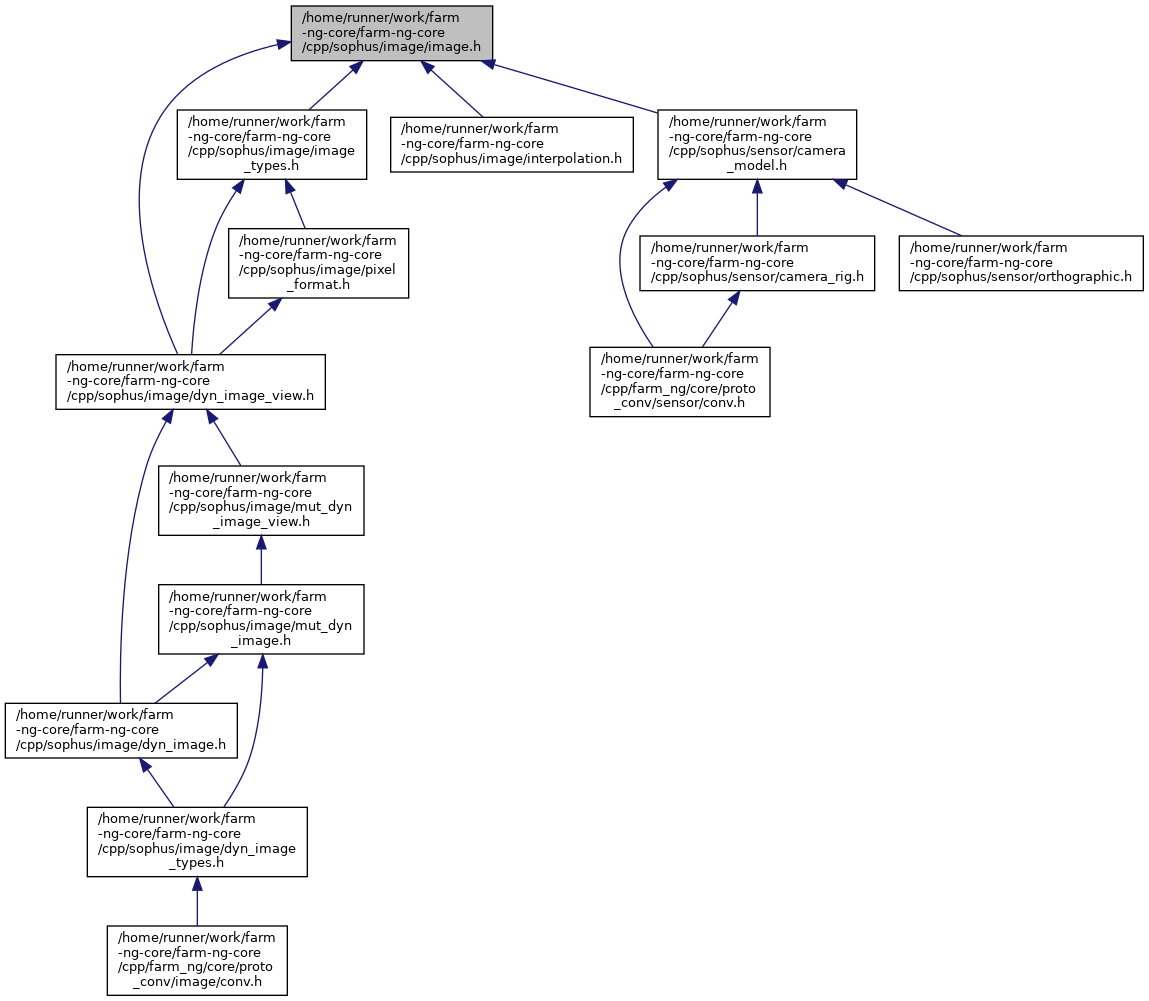 /home/runner/work/farm
-ng-core/farm-ng-core
/cpp/sophus/image/image.h
/home/runner/work/farm
-ng-core/farm-ng-core
/cpp/sophus/image/image
_types.h
/home/runner/work/farm
-ng-core/farm-ng-core
/cpp/sophus/image/interpolation.h
/home/runner/work/farm
-ng-core/farm-ng-core
/cpp/sophus/sensor/camera
_model.h
/home/runner/work/farm
-ng-core/farm-ng-core
/cpp/sophus/image/pixel
_format.h
/home/runner/work/farm
-ng-core/farm-ng-core
/cpp/sophus/sensor/camera_rig.h
/home/runner/work/farm
-ng-core/farm-ng-core
/cpp/sophus/sensor/orthographic.h
/home/runner/work/farm
-ng-core/farm-ng-core
/cpp/sophus/image/dyn_image_view.h
/home/runner/work/farm
-ng-core/farm-ng-core
/cpp/farm_ng/core/proto
_conv/sensor/conv.h
/home/runner/work/farm
-ng-core/farm-ng-core
/cpp/sophus/image/mut_dyn
_image_view.h
/home/runner/work/farm
-ng-core/farm-ng-core
/cpp/sophus/image/mut_dyn
_image.h
/home/runner/work/farm
-ng-core/farm-ng-core
/cpp/sophus/image/dyn_image.h
/home/runner/work/farm
-ng-core/farm-ng-core
/cpp/sophus/image/dyn_image
_types.h
/home/runner/work/farm
-ng-core/farm-ng-core
/cpp/farm_ng/core/proto
_conv/image/conv.h